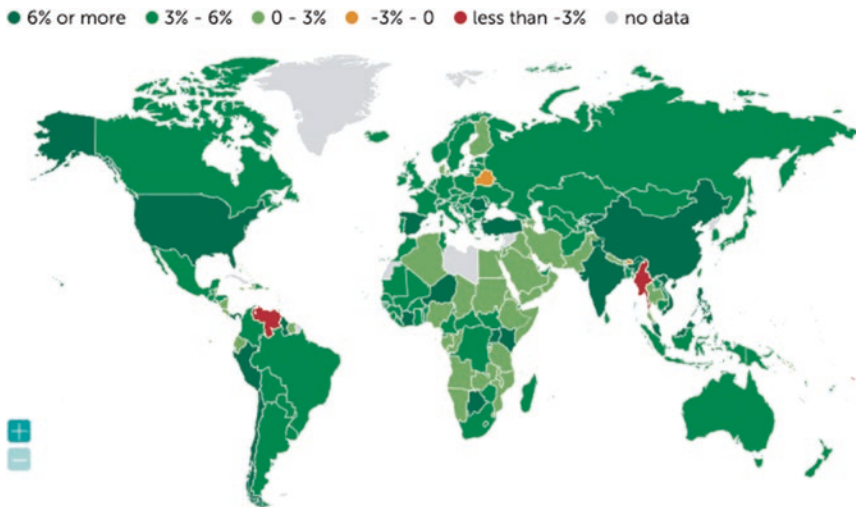 6% or more 3% - 6% 0 - 3% -3% - 0 less than -3% no data
+
−